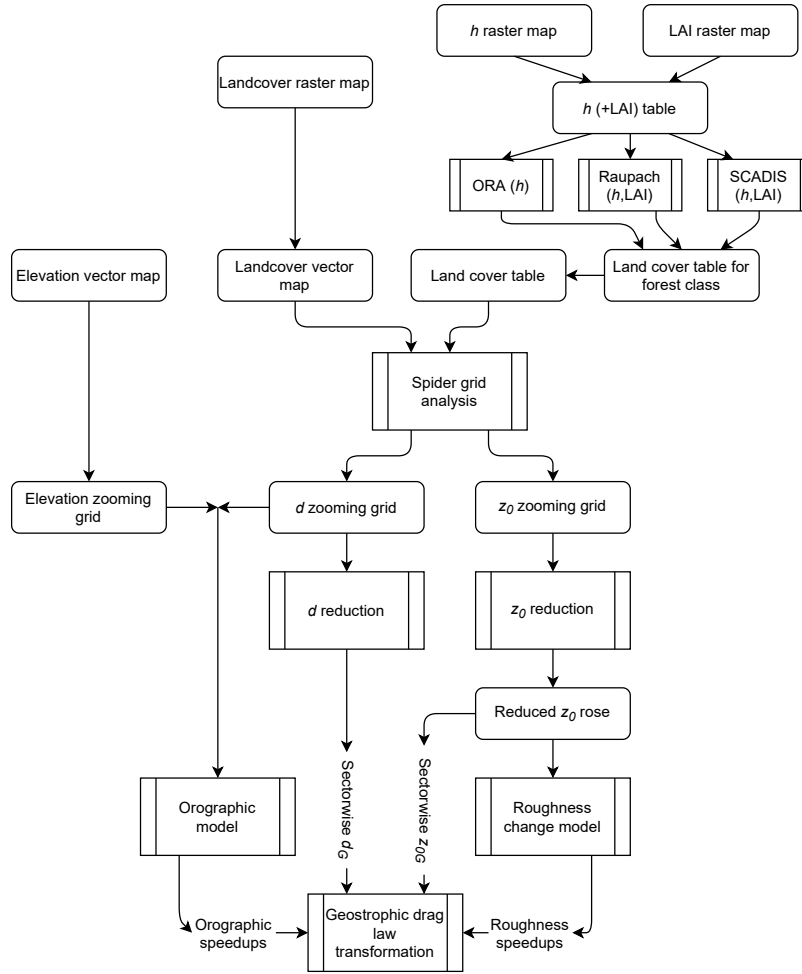 h raster map
LAI raster map
Landcover raster map
h (+LAI) table
ORA (h)
Raupach
(h,LAI)
SCADIS
(h,LAI)
Elevation vector map
Landcover vector
map
Land cover table
Land cover table for
forest class
Spider grid
analysis
Elevation zooming
grid
d zooming grid
z0 zooming grid
d reduction
z0 reduction
Reduced z0 rose
Sectorwise dG
Sectorwise z0G
Orographic
model
Roughness
change model
Orographic
speedups
Geostrophic drag
law
transformation
Roughness
speedups